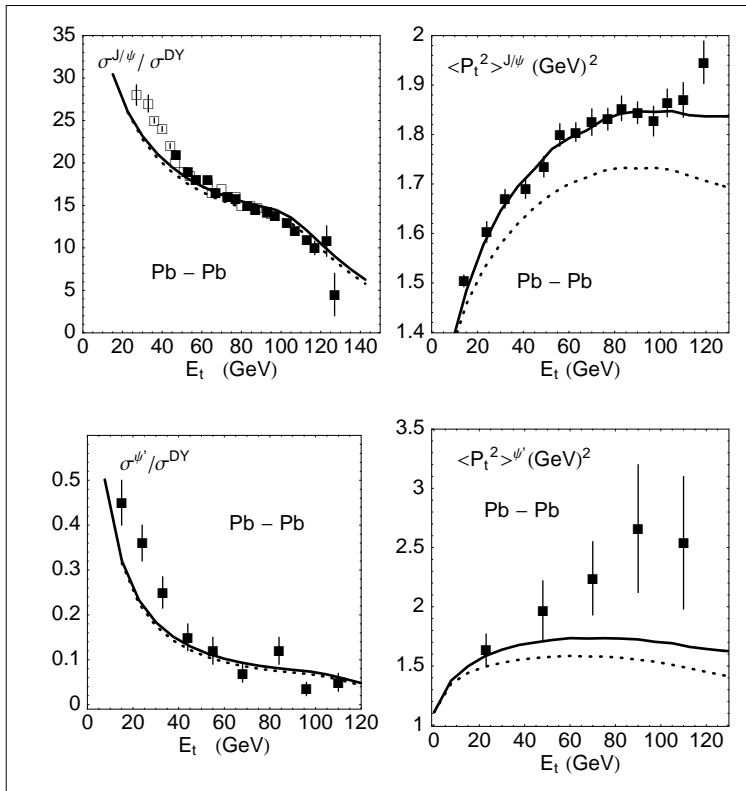 35
30
25
20
15
10
5
0
σ^J/ψ / σ^DY
Pb – Pb
20 40 60 80 100 120 140
E_t (GeV)
2
1.9
1.8
1.7
1.6
1.5
1.4
<P_t^2>^J/ψ (GeV)^2
Pb – Pb
0 20 40 60 80 100 120
E_t (GeV)
0.5
0.4
0.3
0.2
0.1
0
σ^ψ' / σ^DY
Pb – Pb
0 20 40 60 80 100 120
E_t (GeV)
3.5
3
2.5
2
1.5
1
<P_t^2>^ψ' (GeV)^2
Pb – Pb
0 20 40 60 80 100 120
E_t (GeV)